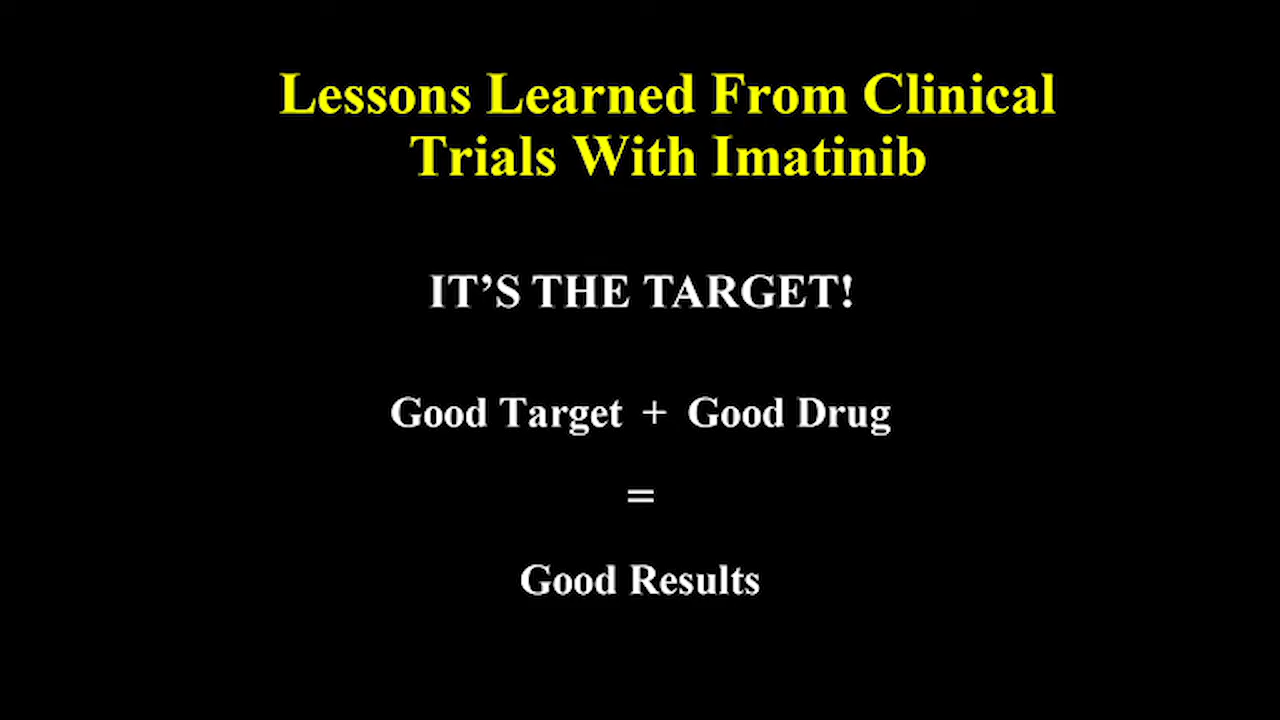 Lessons Learned From Clinical
Trials With Imatinib
IT’S THE TARGET!
Good Target + Good Drug
=
Good Results